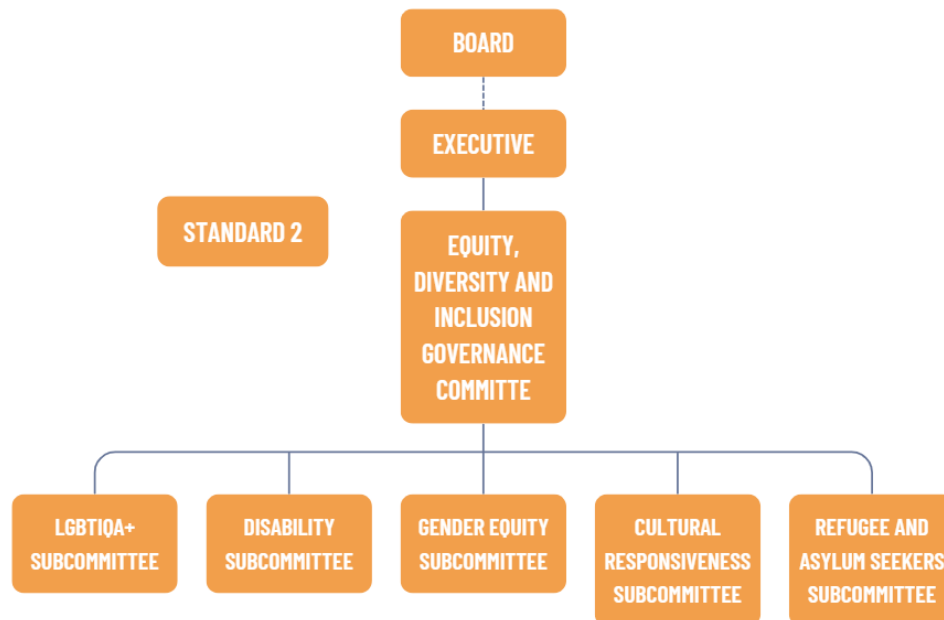 BOARD
EXECUTIVE
STANDARD 2
EQUITY,
DIVERSITY AND
INCLUSION
GOVERNANCE
COMMITTE
LGBTIQA+
SUBCOMMITTEE
DISABILITY
SUBCOMMITTEE
GENDER EQUITY
SUBCOMMITTEE
CULTURAL
RESPONSIVENESS
SUBCOMMITTEE
REFUGEE AND
ASYLUM SEEKERS
SUBCOMMITTEE